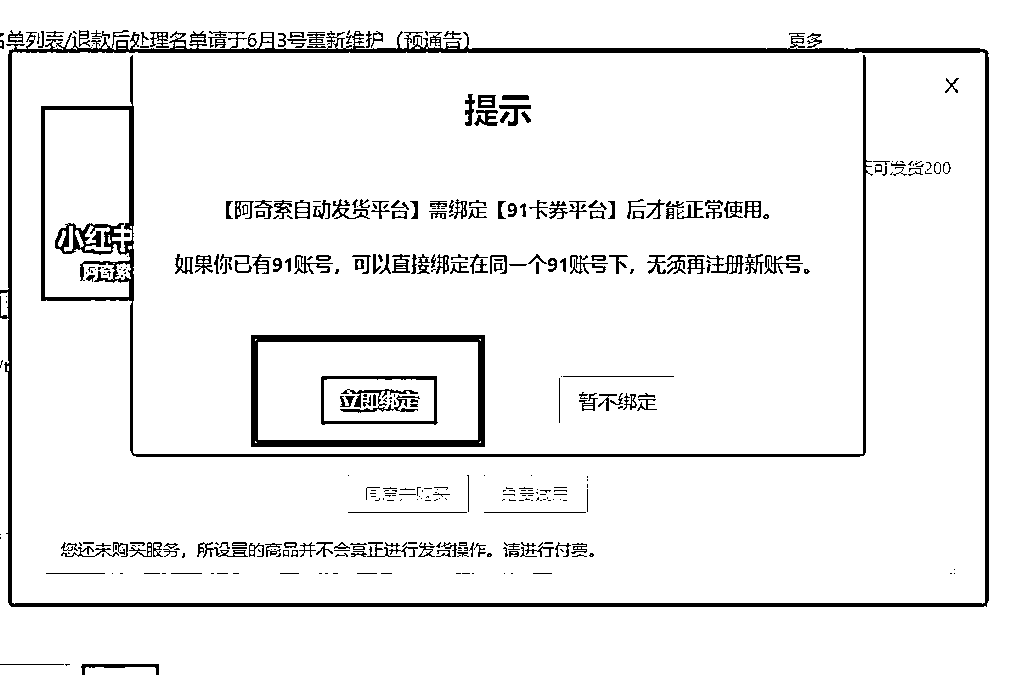 名单列表/退款后处理名单请于6月3号重新维护（预通告）
更多
X
提示
天可发货200
【阿奇索自动发货平台】需绑定【91卡券平台】后才能正常使用。
小红书
阿奇索
如果你已有91账号，可以直接绑定在同一个91账号下，无须再注册新账号。
立即绑定
暂不绑定
同意并购买
免费试用
您还未购买服务，所设置的商品并不会真正进行发货操作。请进行付费。